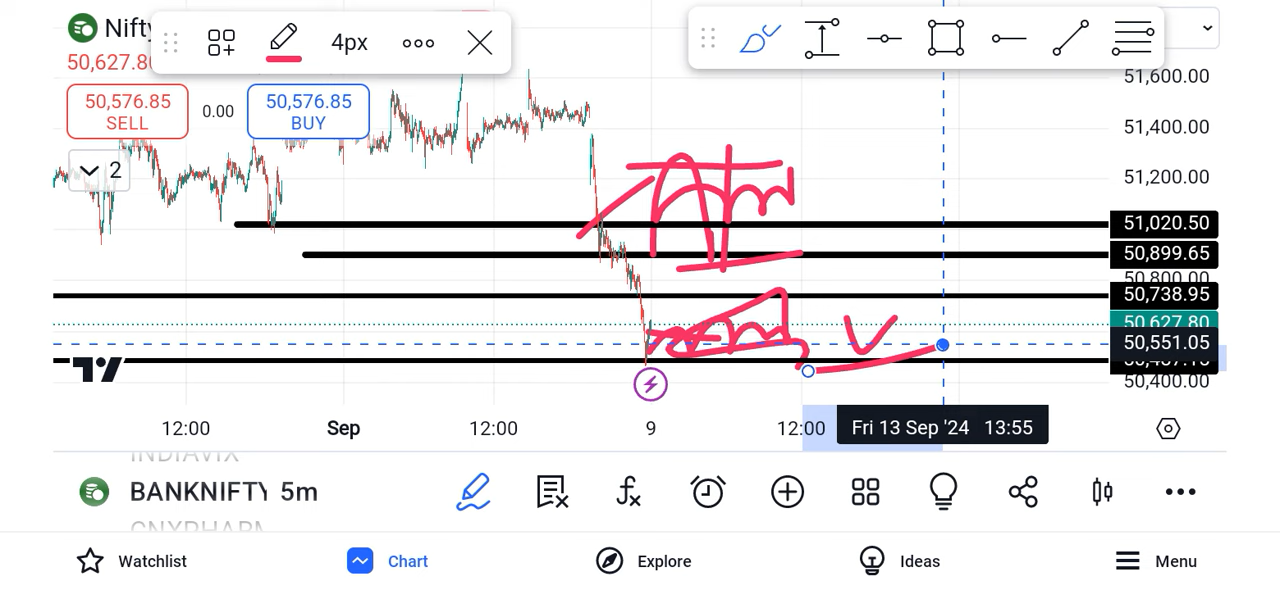 Nifty
50,627.80
4px
50,576.85
SELL
0.00
50,576.85
BUY
2
51,600.00
51,400.00
51,200.00
51,020.50
50,899.65
50,800.00
50,738.95
50,627.80
50,551.05
50,400.00
12:00 Sep 12:00 9 12:00 Fri 13 Sep '24 13:55
INDIAVIX
BANKNIFTY 5m
CNXPHARM
Watchlist Chart Explore Ideas Menu